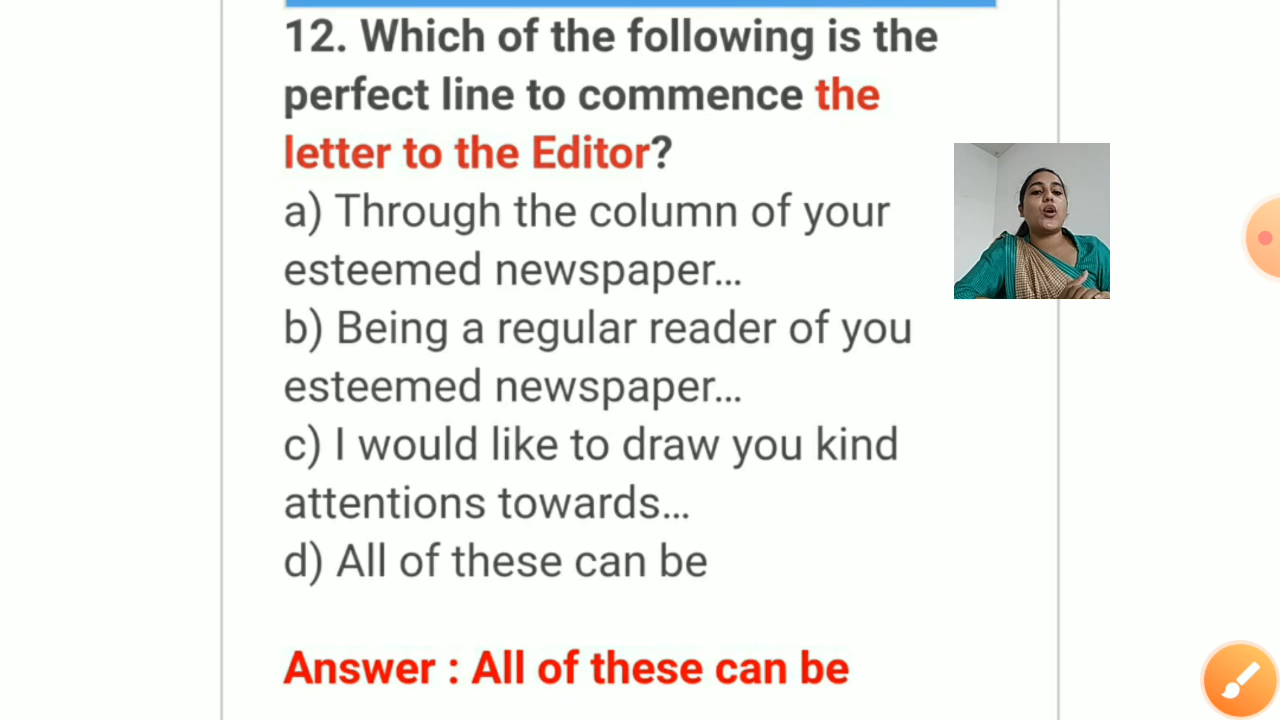 12. Which of the following is the
perfect line to commence the
letter to the Editor?
a) Through the column of your
esteemed newspaper...
b) Being a regular reader of you
esteemed newspaper...
c) I would like to draw you kind
attentions towards...
d) All of these can be
Answer : All of these can be